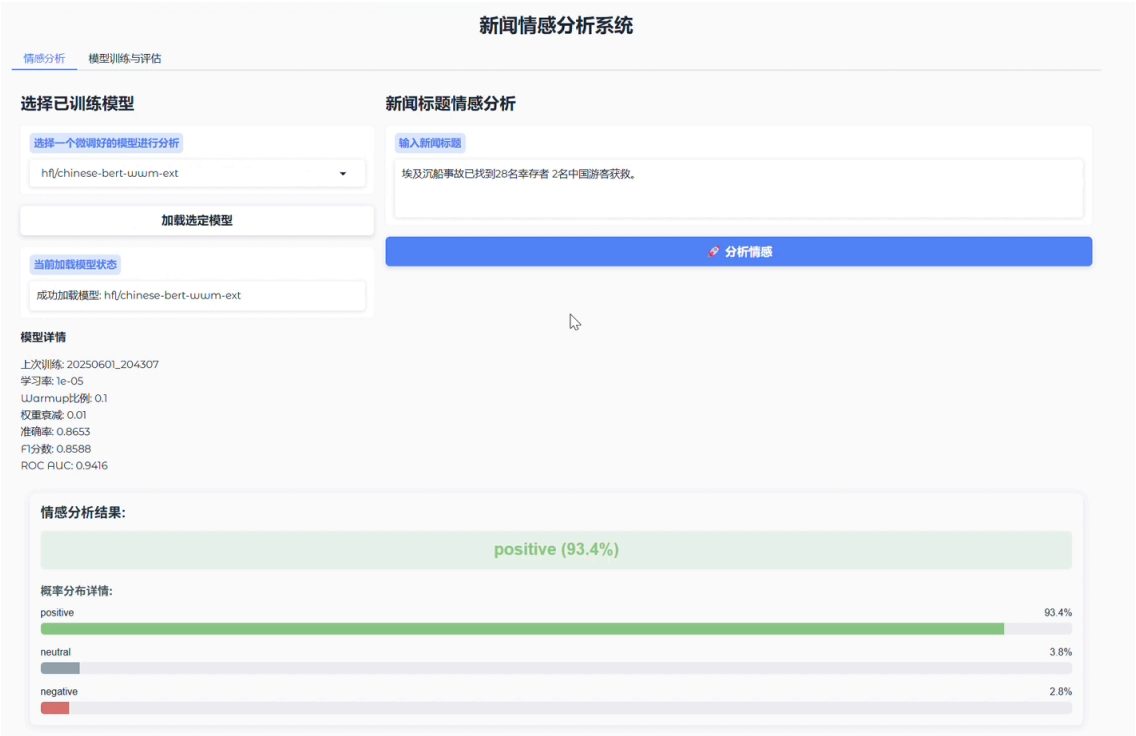 新闻情感分析系统
情感分析
模型训练与评估
选择已训练模型
选择一个微调好的模型进行分析
hfl/chinese-bert-wwm-ext
加载选定模型
当前加载模型状态
成功加载模型: hfl/chinese-bert-wwm-ext
模型详情
上次训练: 20250601_204307
学习率: 1e-05
Warmup比例: 0.1
权重衰减: 0.01
准确率: 0.8653
F1分数: 0.8588
ROC AUC: 0.9416
新闻标题情感分析
输入新闻标题
埃及沉船事故已找到28名幸存者 2名中国游客获救。
🚀 分析情感
情感分析结果:
positive (93.4%)
概率分布详情:
positive 93.4%
neutral 3.8%
negative 2.8%